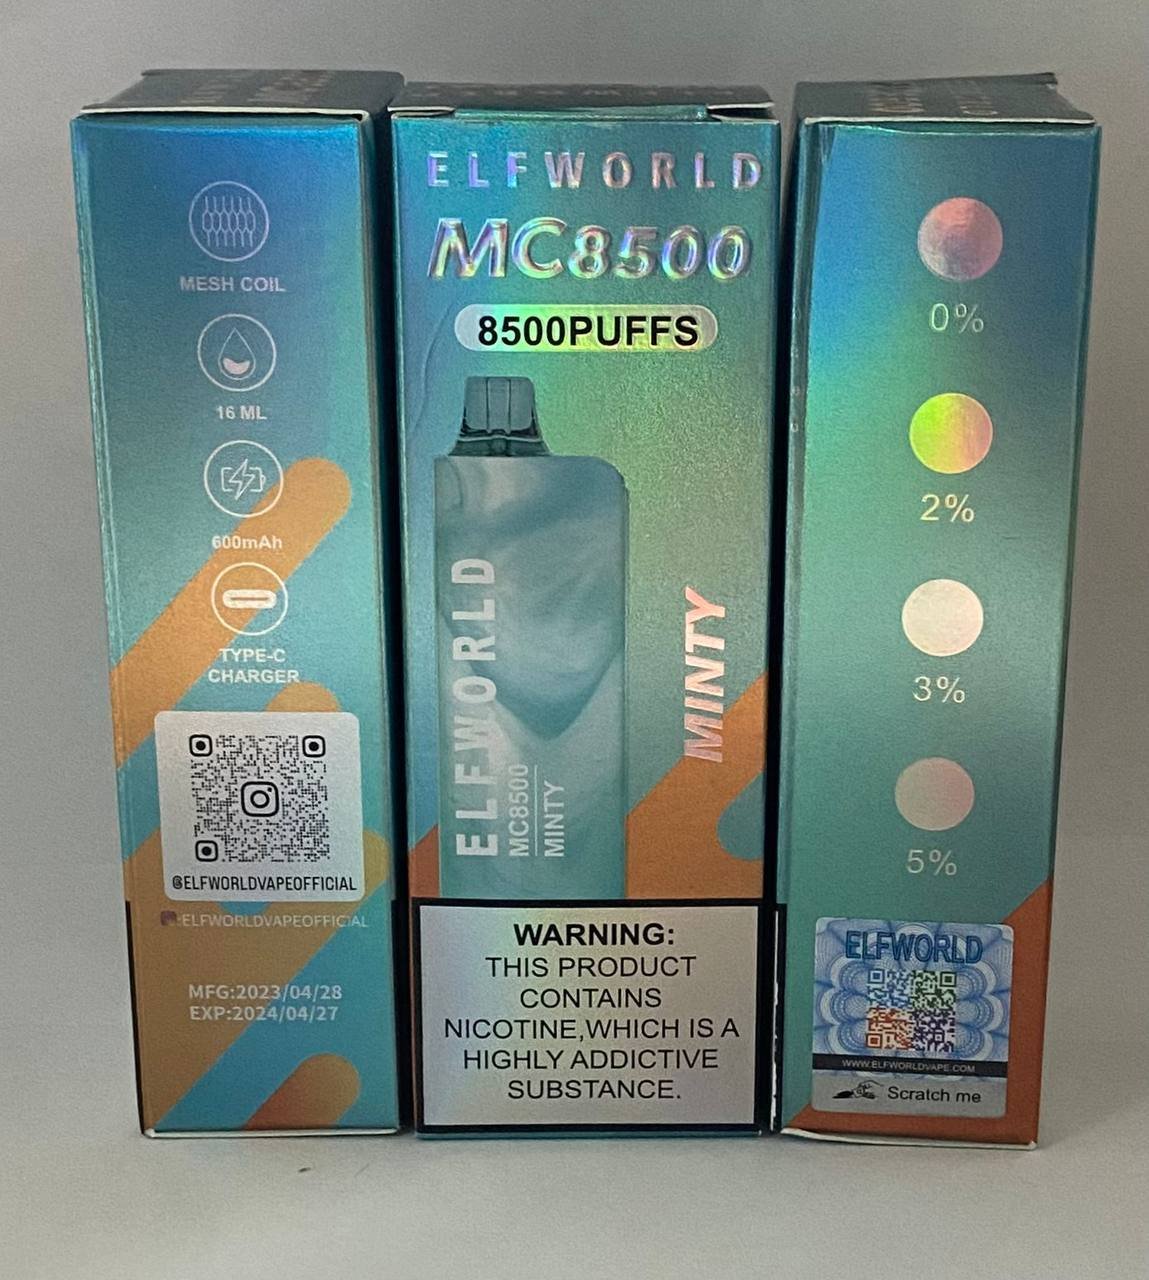 MESH COIL
16 ML
600mAh
TYPE-C
CHARGER
@ELFWORLDVAPEOFFICIAL
:ELFWORLDVAPEOFFICIAL
MFG:2023/04/28
EXP:2024/04/27
ELFWORLD
MC8500
8500PUFFS
ELFWORLD
MC8500
MINTY
MINTY
WARNING:
THIS PRODUCT
CONTAINS
NICOTINE,WHICH IS A
HIGHLY ADDICTIVE
SUBSTANCE.
0%
2%
3%
5%
ELFWORLD
WWW.ELFWORLDVAPE.COM
Scratch me